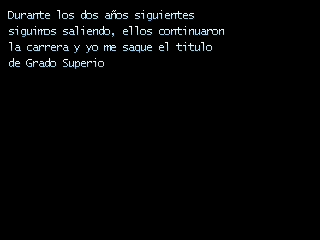 Durante los dos años siguientes
siguimos saliendo, ellos continuaron
la carrera y yo me saque el titulo
de Grado Superio